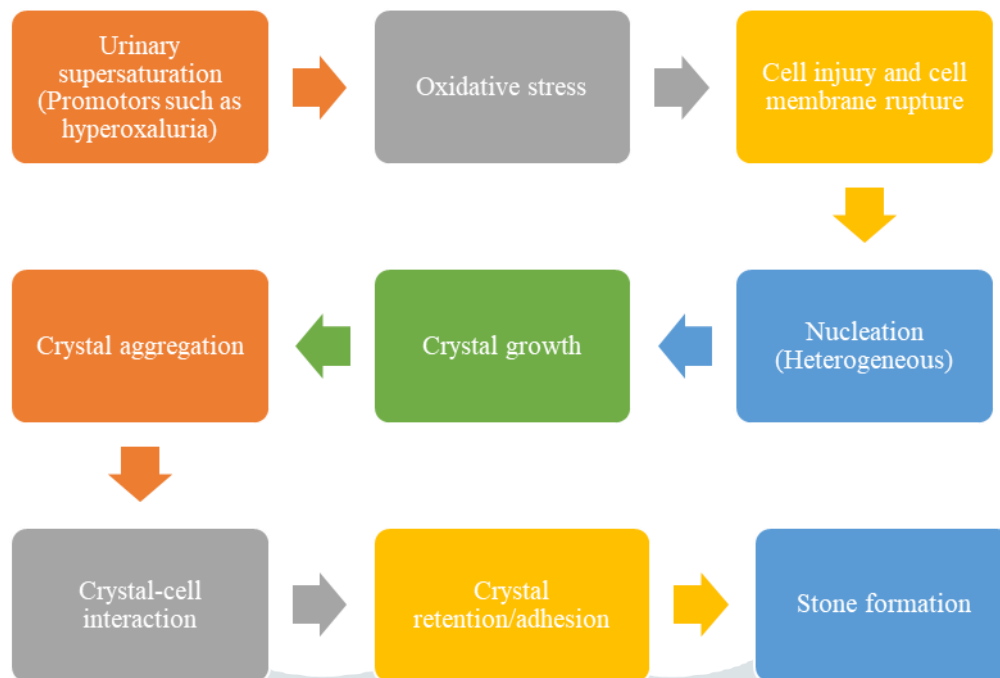 Urinary
supersaturation
(Promotors such as
hyperoxaluria)
Oxidative stress
Cell injury and cell
membrane rupture
Nucleation
(Heterogeneous)
Crystal growth
Crystal aggregation
Crystal-cell
interaction
Crystal
retention/adhesion
Stone formation